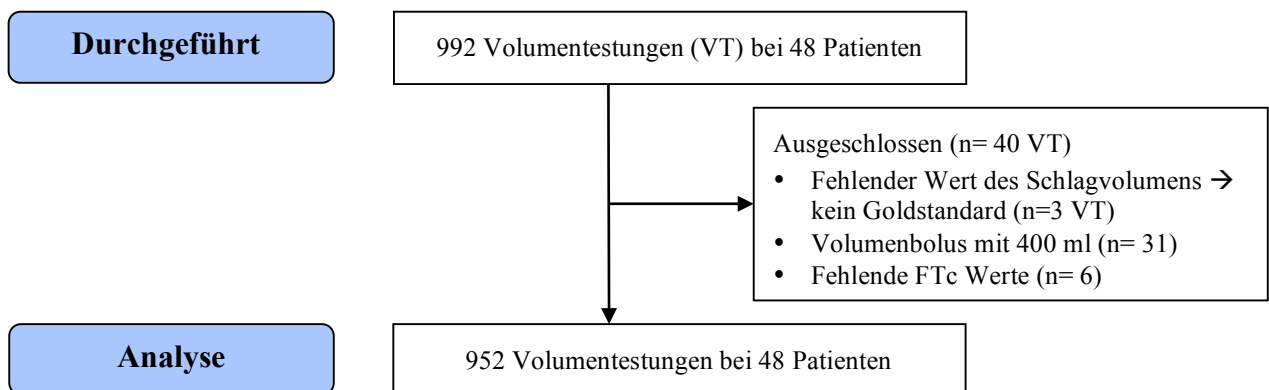 Durchgeführt
992 Volumentestungen (VT) bei 48 Patienten
Ausgeschlossen (n= 40 VT)
• Fehlender Wert des Schlagvolumens →
kein Goldstandard (n=3 VT)
• Volumenbolus mit 400 ml (n= 31)
• Fehlende FTc Werte (n= 6)
Analyse
952 Volumentestungen bei 48 Patienten